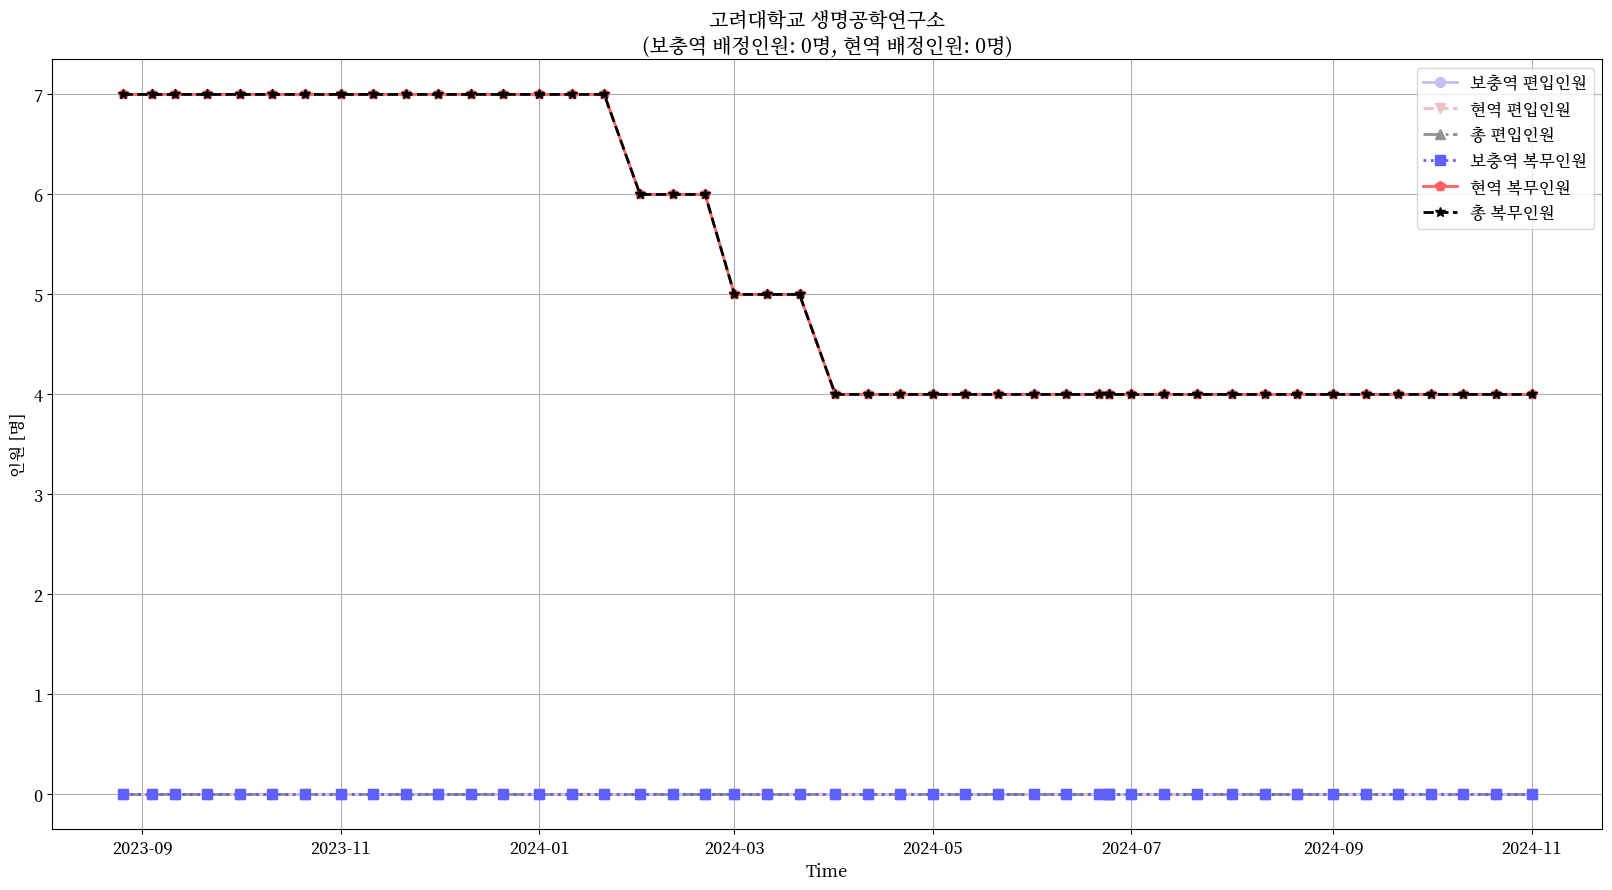 고려대학교 생명공학연구소
(보충역 배정인원: 0명, 현역 배정인원: 0명)
보충역 편입인원
현역 편입인원
총 편입인원
보충역 복무인원
현역 복무인원
총 복무인원
7
6
5
4
3
2
1
0
인원 [명]
2023-09 2023-11 2024-01 2024-03 2024-05 2024-07 2024-09 2024-11
Time